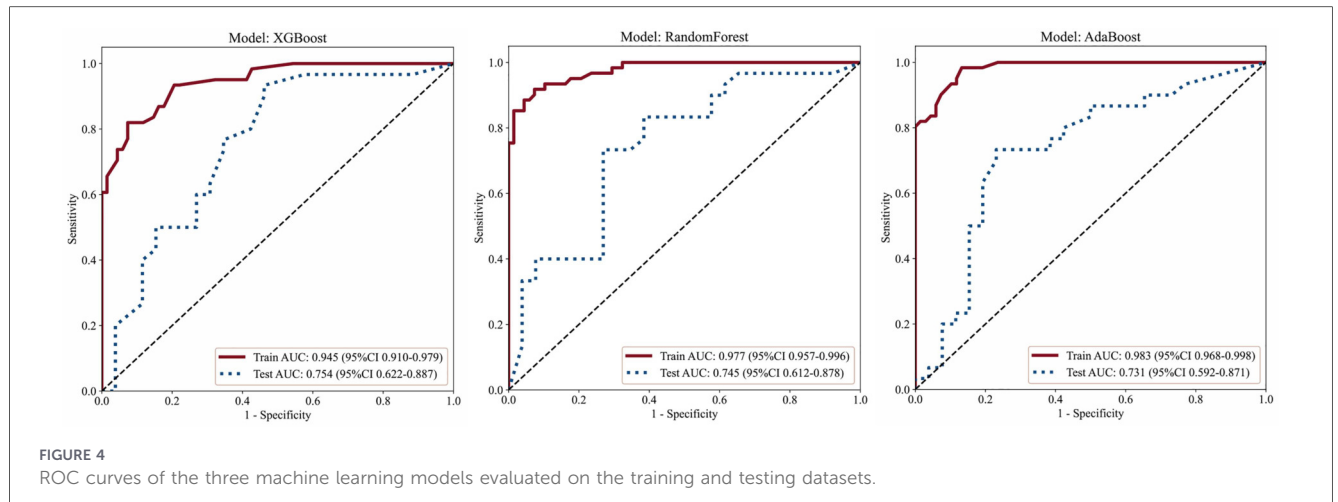 Model: XGBoost
1.0
0.8
0.6
0.4
0.2
0.0
Sensitivity
0.0 0.2 0.4 0.6 0.8 1.0
1 - Specificity
Train AUC: 0.945 (95%CI 0.910-0.979)
Test AUC: 0.754 (95%CI 0.622-0.887)
Model: RandomForest
1.0
0.8
0.6
0.4
0.2
0.0
Sensitivity
0.0 0.2 0.4 0.6 0.8 1.0
1 - Specificity
Train AUC: 0.977 (95%CI 0.957-0.996)
Test AUC: 0.745 (95%CI 0.612-0.878)
Model: AdaBoost
1.0
0.8
0.6
0.4
0.2
0.0
Sensitivity
0.0 0.2 0.4 0.6 0.8 1.0
1 - Specificity
Train AUC: 0.983 (95%CI 0.968-0.998)
Test AUC: 0.731 (95%CI 0.592-0.871)
FIGURE 4
ROC curves of the three machine learning models evaluated on the training and testing datasets.